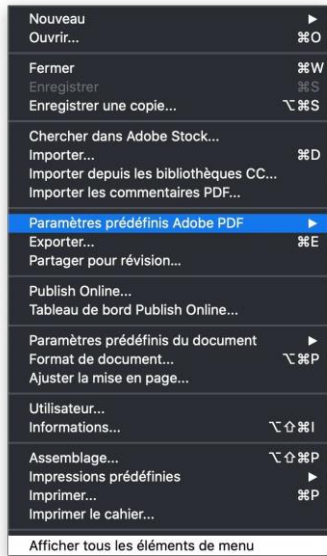 Nouveau ▶
Ouvrir... ⌘O
Fermer ⌘W
Enregistrer ⌘S
Enregistrer une copie... ⌥⌘S
Chercher dans Adobe Stock...
Importer... ⌘D
Importer depuis les bibliothèques CC...
Importer les commentaires PDF...
Paramètres prédéfinis Adobe PDF ▶
Exporter... ⌘E
Partager pour révision...
Publish Online...
Tableau de bord Publish Online...
Paramètres prédéfinis du document ▶
Format de document... ⌥⌘P
Ajuster la mise en page...
Utilisateur...
Informations... ⌥⇧⌘I
Assemblage... ⌥⇧⌘P
Impressions prédéfinies ▶
Imprimer... ⌘P
Imprimer le cahier...
Afficher tous les éléments de menu